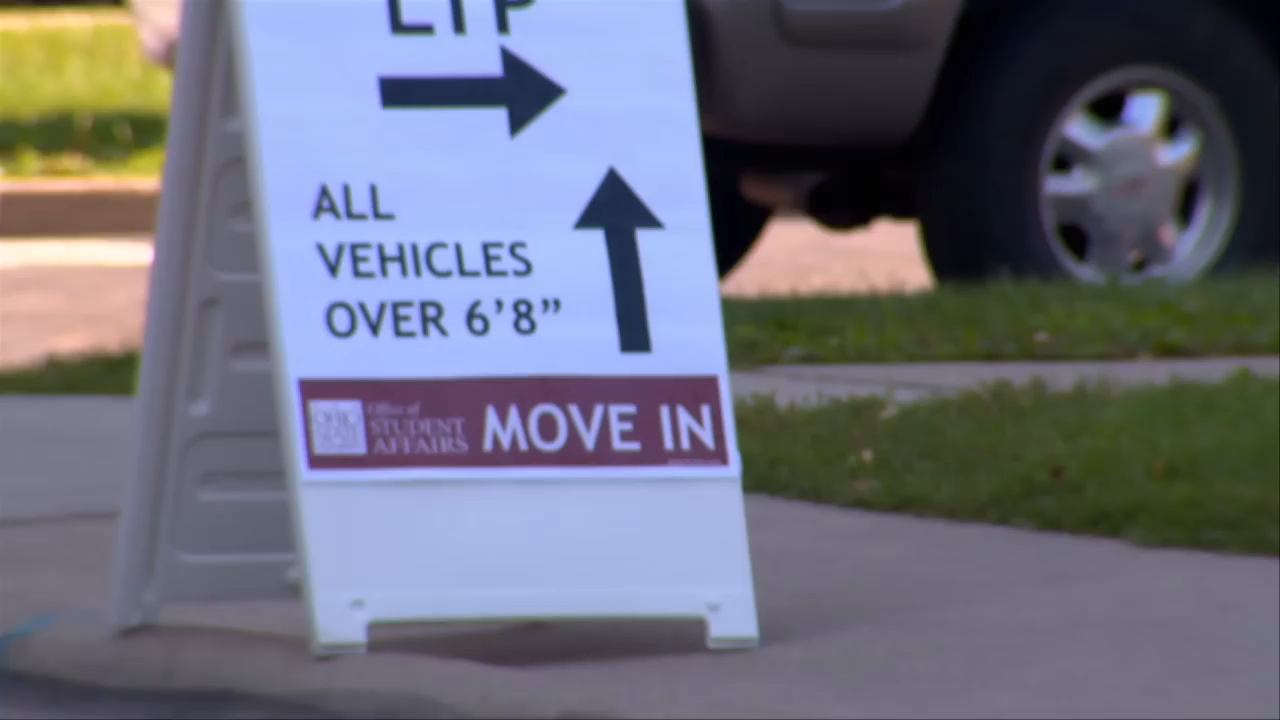 ALL
VEHICLES
OVER 6'8”
Office of
STUDENT
AFFAIRS
MOVE IN